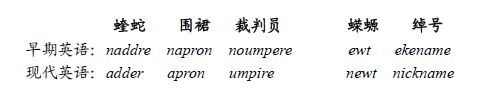 蝰蛇 围裙 裁判员 蝾螈 绰号
早期英语： naddre napron noumpere ewt ekename
现代英语： adder apron umpire newt nickname